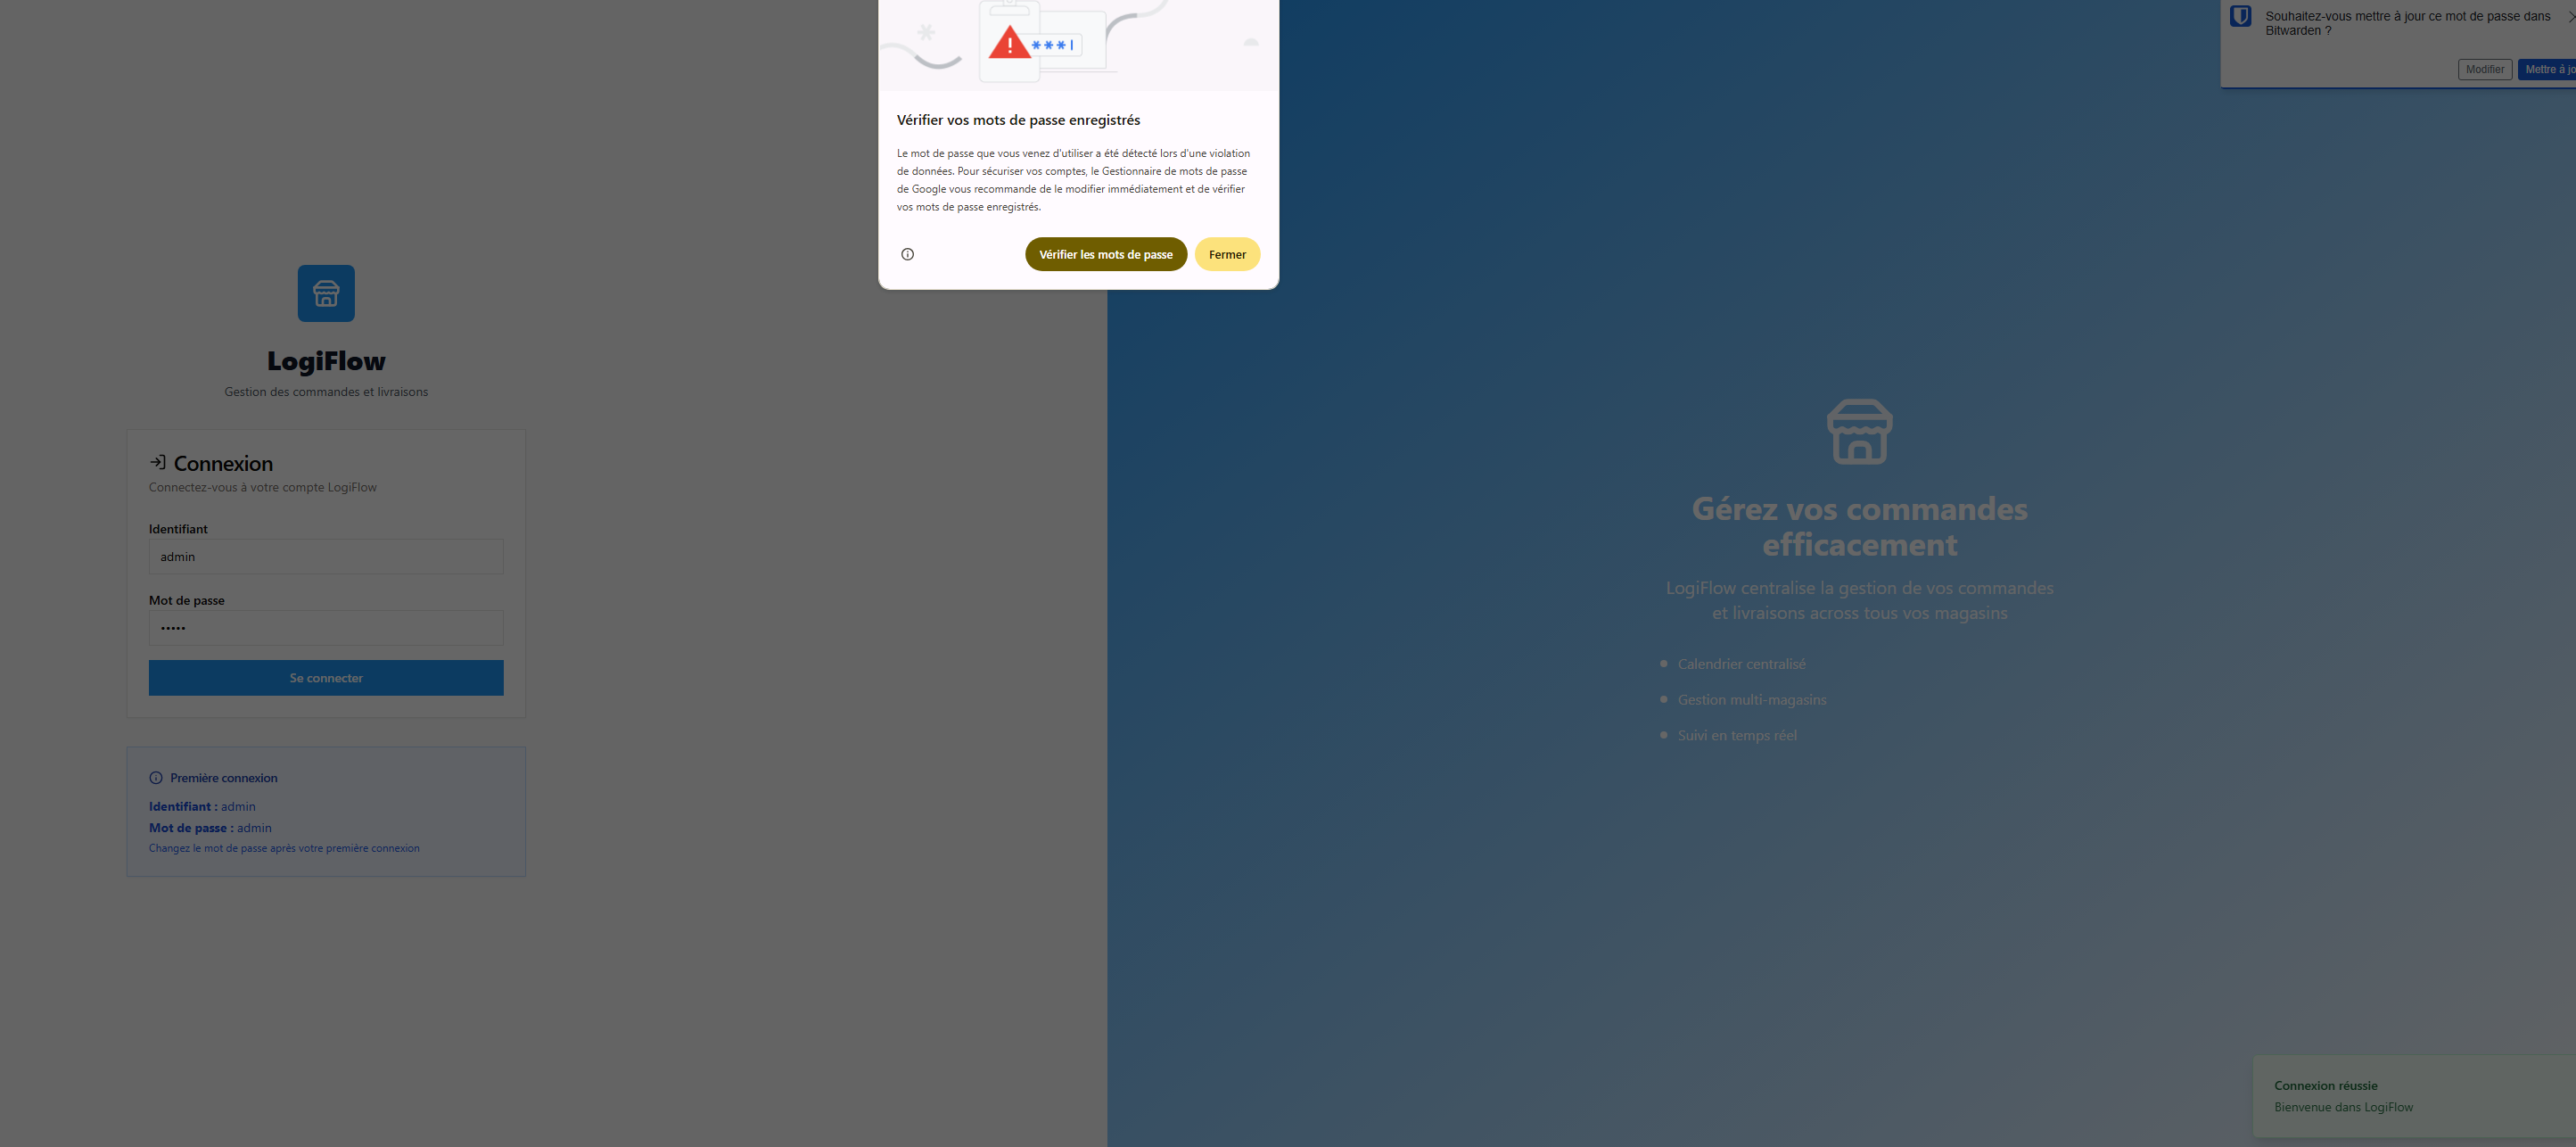 Souhaitez-vous mettre à jour ce mot de passe dans
Bitwarden ?
Modifier
***|
Vérifier vos mots de passe enregistrés
Le mot de passe que vous venez d'utiliser a été détecté lors d'une violation
de données. Pour sécuriser vos comptes, le Gestionnaire de mots de passe
de Google vous recommande de le modifier immédiatement et de vérifier
vos mots de passe enregistrés.
Vérifier les mots de passe
Fermer
LogiFlow
Gestion des commandes et livraisons
Connexion
Connectez-vous à votre compte LogiFlow
Identifiant
admin
Mot de passe
•••••
Se connecter
Première connexion
Identifiant : admin
Mot de passe : admin
Changez le mot de passe après votre première connexion
Gérez vos commandes
efficacement
LogiFlow centralise la gestion de vos commandes
et livraisons across tous vos magasins
Calendrier centralisé
Gestion multi-magasins
Suivi en temps réel
Connexion réussie
Bienvenue dans LogiFlow